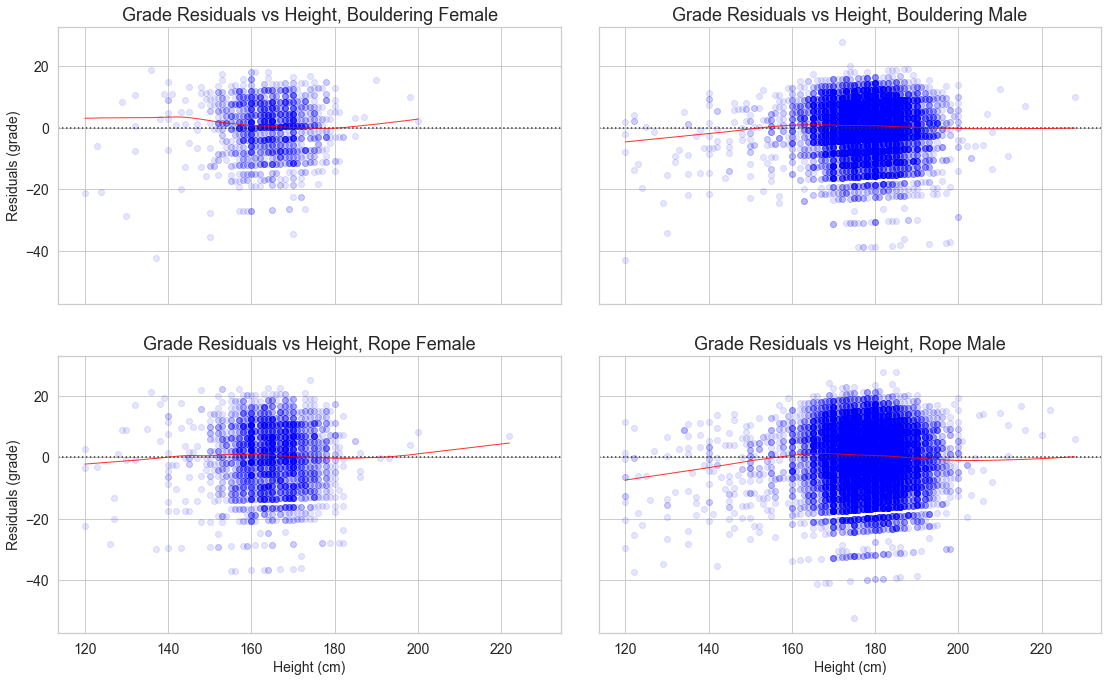 Grade Residuals vs Height, Bouldering Female
Grade Residuals vs Height, Bouldering Male
Residuals (grade)
20
0
−20
−40
Grade Residuals vs Height, Rope Female
Grade Residuals vs Height, Rope Male
Residuals (grade)
20
0
−20
−40
120 140 160 180 200 220
120 140 160 180 200 220
Height (cm)
Height (cm)